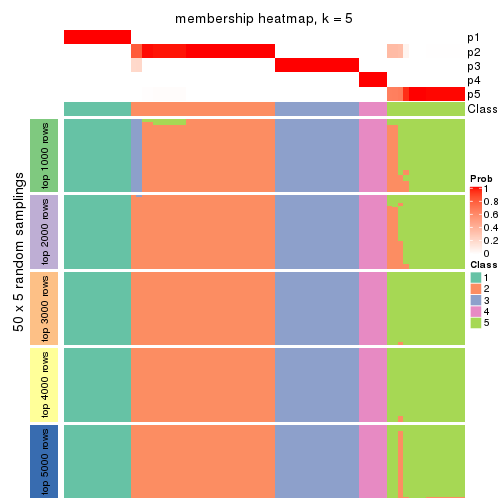 membership heatmap, k = 5
p1
p2
p3
p4
p5
Class
50 x 5 random samplings
top 1000 rows
top 2000 rows
top 3000 rows
top 4000 rows
top 5000 rows
Prob
1
0.8
0.6
0.4
0.2
0
Class
1
2
3
4
5